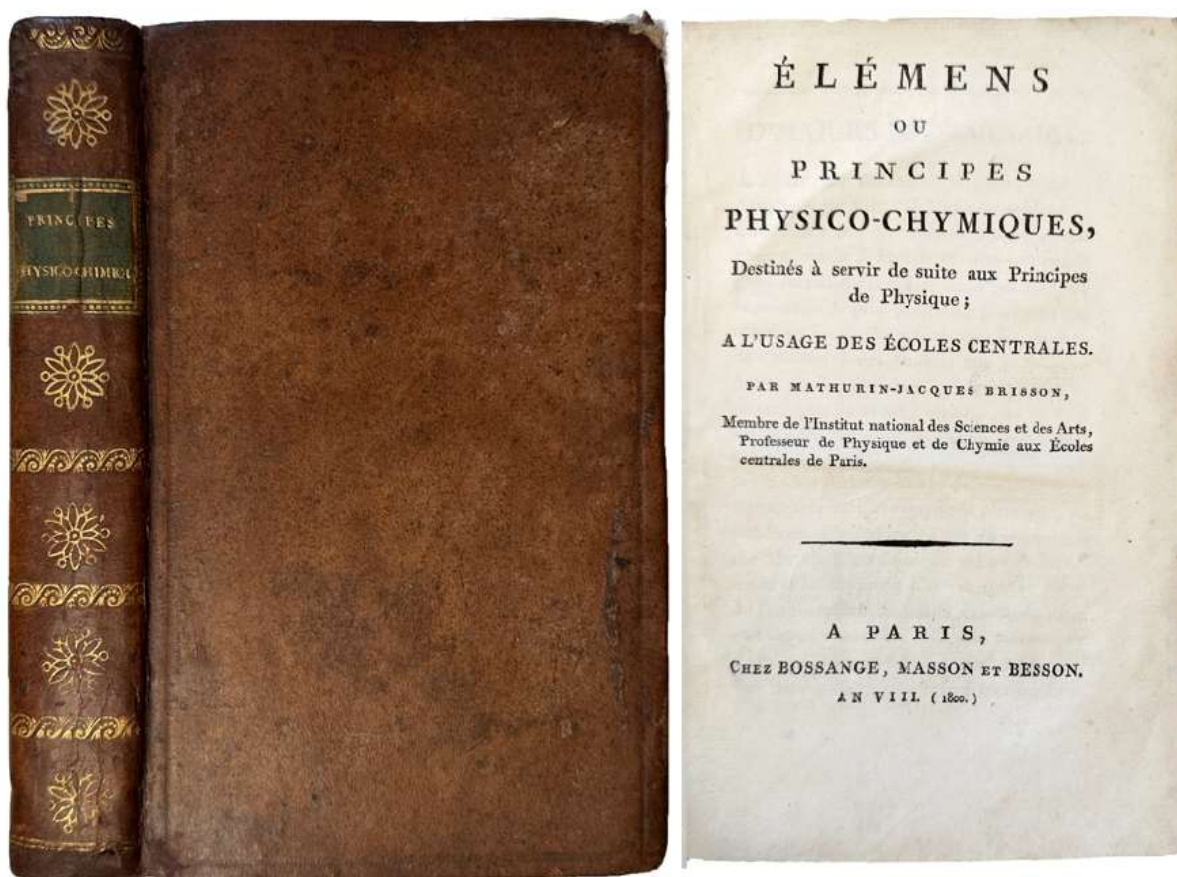 PRINCIPES
PHYSICO-CHIMIQ
ÉLÉMENS
OU
PRINCIPES
PHYSICO-CHYMIQUES,
Destinés à servir de suite aux Principes
de Physique ;
A L'USAGE DES ÉCOLES CENTRALES.
PAR MATHURIN-JACQUES BRISSON,
Membre de l'Institut national des Sciences et des Arts,
Professeur de Physique et de Chymie aux Écoles
centrales de Paris.
A PARIS,
CHEZ BOSSANGE, MASSON ET BESSON.
AN VIII. ( 1800. )